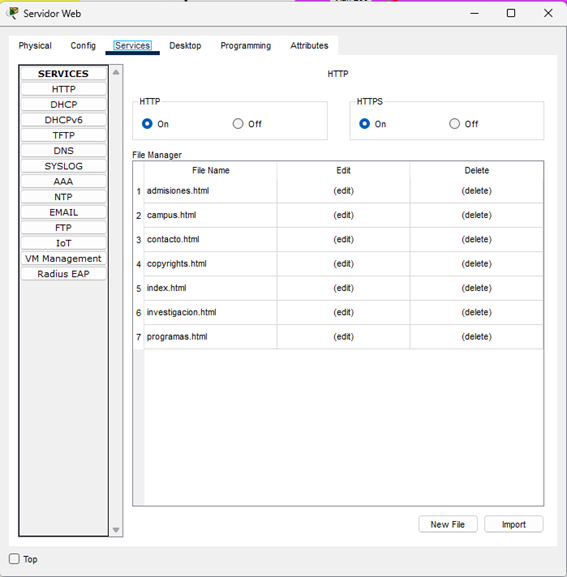 Servidor Web
Physical Config Services Desktop Programming Attributes
SERVICES
HTTP
DHCP
DHCPv6
TFTP
DNS
SYSLOG
AAA
NTP
EMAIL
FTP
IoT
VM Management
Radius EAP
HTTP
HTTP
On Off
HTTPS
On Off
File Manager
File Name Edit Delete
1 admisiones.html (edit) (delete)
2 campus.html (edit) (delete)
3 contacto.html (edit) (delete)
4 copyrights.html (edit) (delete)
5 index.html (edit) (delete)
6 investigacion.html (edit) (delete)
7 programas.html (edit) (delete)
New File Import
Top